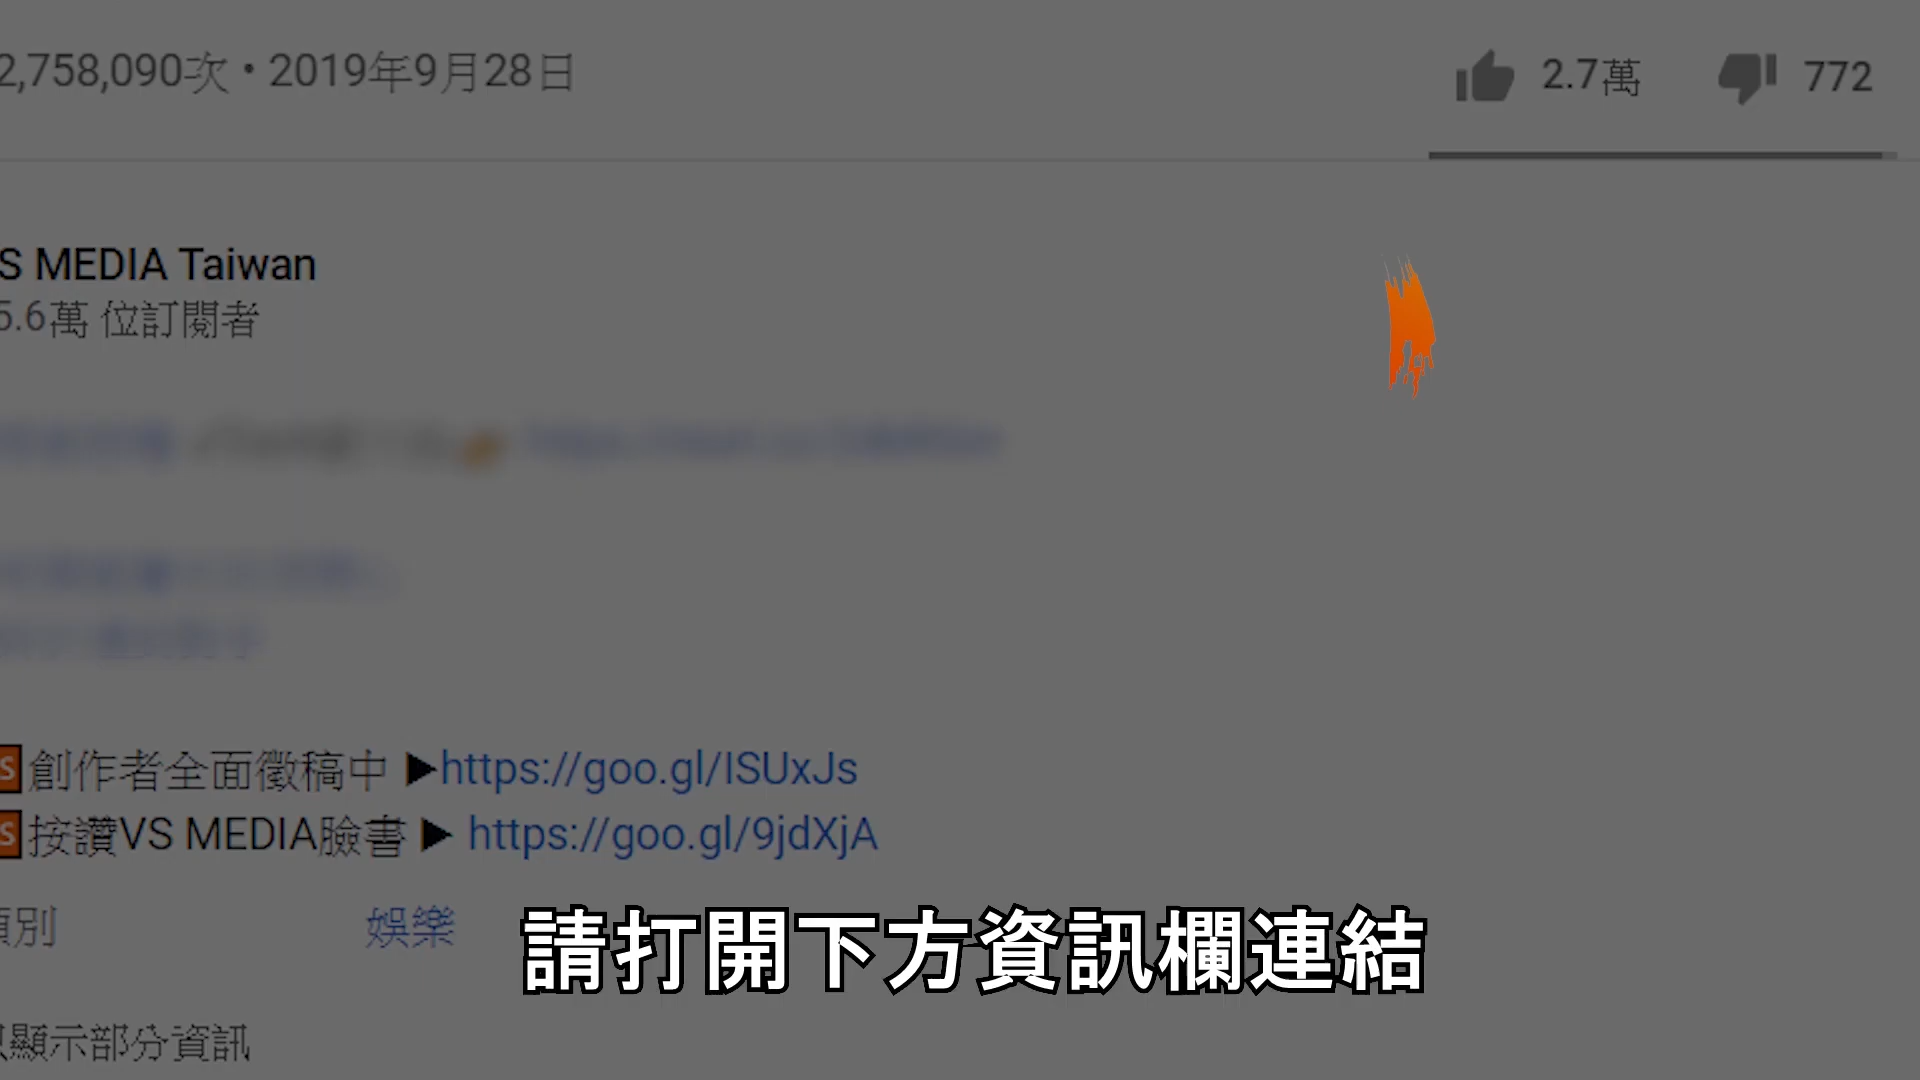 2,758,090次 • 2019年9月28日
2.7萬
772
S MEDIA Taiwan
5.6萬 位訂閱者
S創作者全面徵稿中 ▶https://goo.gl/ISUxJs
S按讚VS MEDIA臉書 ▶ https://goo.gl/9jdXjA
類別
娛樂
請打開下方資訊欄連結
只顯示部分資訊